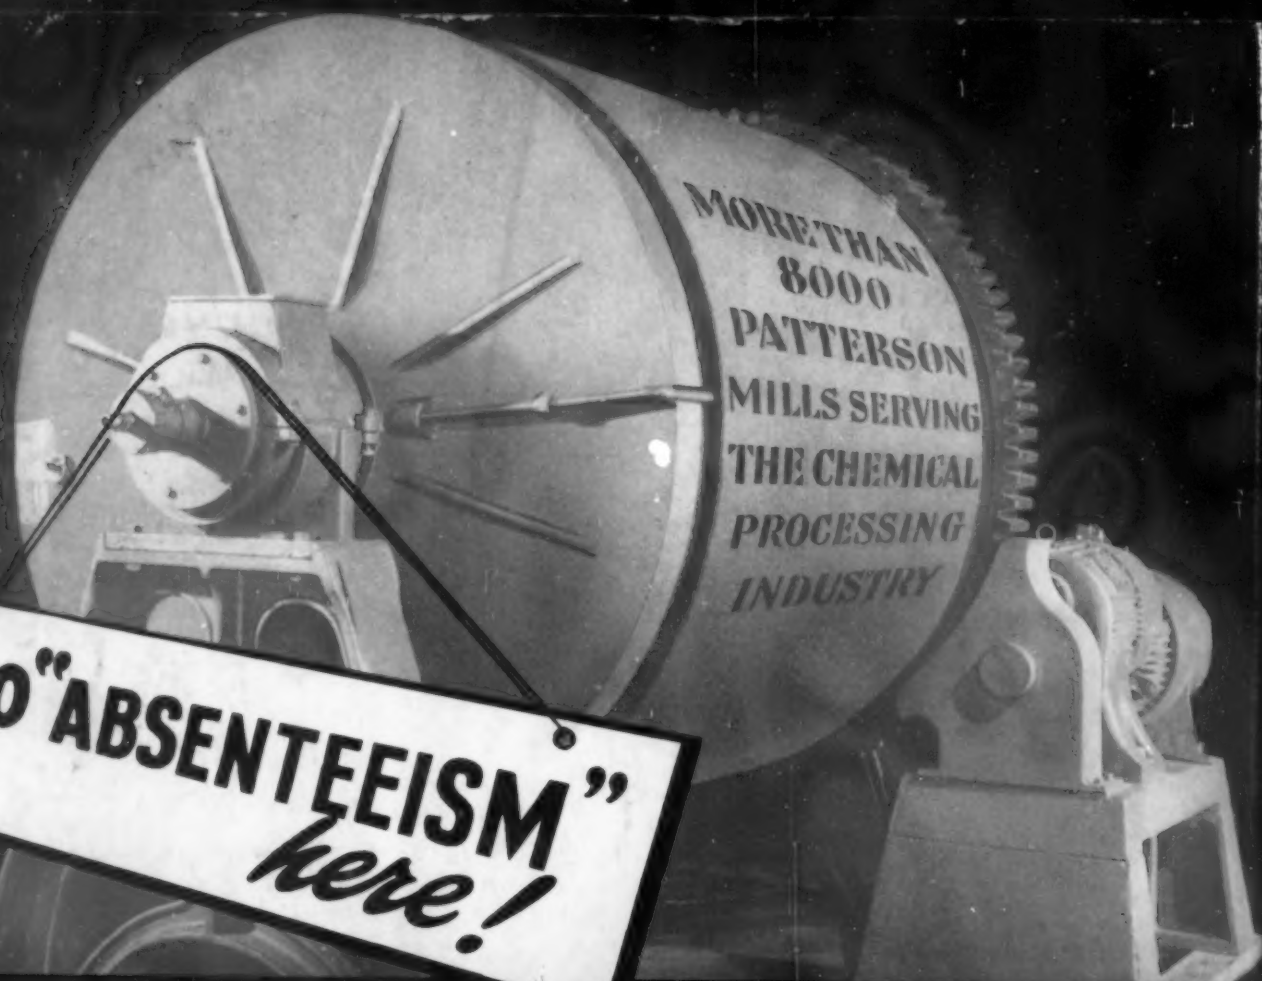 MORE THAN
8000
PATTERSON
MILLS SERVING
THE CHEMICAL
PROCESSING
INDUSTRY
"ABSENTEEISM"
here!